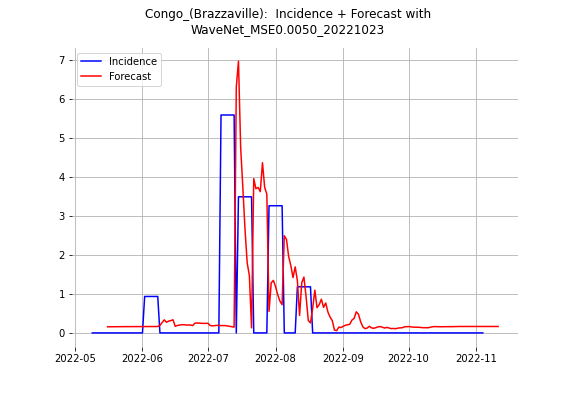 Congo_(Brazzaville):  Incidence + Forecast with
WaveNet_MSE0.0050_20221023
Incidence
Forecast
7
6
5
4
3
2
1
0
2022-05 2022-06 2022-07 2022-08 2022-09 2022-10 2022-11